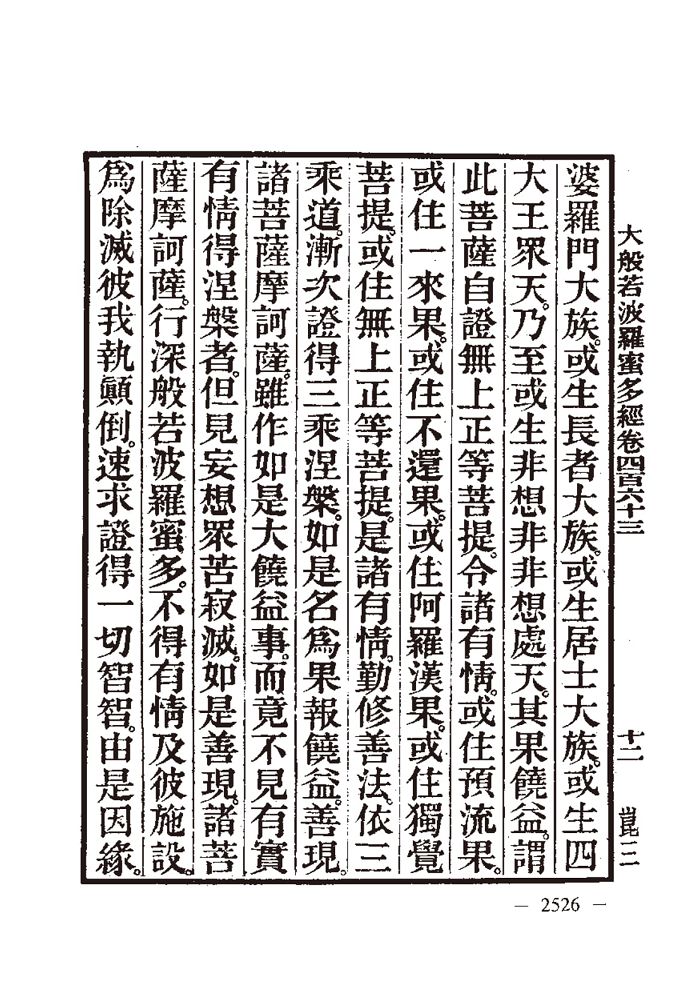 大般若波羅蜜多經卷四百六十三　十二　崑三
婆羅門大族。或生長者大族。或生居士大族。或生四
大王眾天。乃至或生非想非非想處天。其果饒益。謂
此菩薩自證無上正等菩提。令諸有情。或住預流果。
或住一來果。或住不還果。或住阿羅漢果。或住獨覺
菩提。或住無上正等菩提。是諸有情。勤修善法。依三
乘道。漸次證得三乘涅槃。如是名爲果報饒益。善現。
諸菩薩摩訶薩。雖作如是大饒益事。而竟不見有實
有情得涅槃者。但見妄想眾苦寂滅。如是善現。諸菩
薩摩訶薩。行深般若波羅蜜多。不得有情及彼施設。
爲除滅彼我執顚倒。速求證得一切智智。由是因緣。
— 2526 —